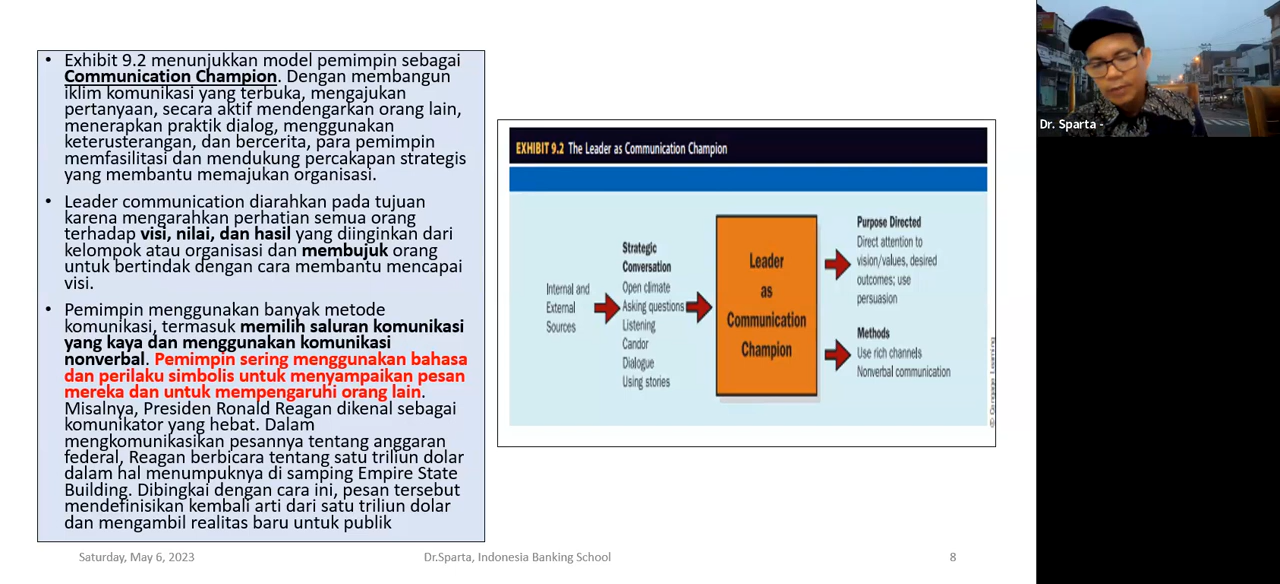 • Exhibit 9.2 menunjukkan model pemimpin sebagai
Communication Champion. Dengan membangun
iklim komunikasi yang terbuka, mengajukan
pertanyaan, secara aktif mendengarkan orang lain,
menerapkan praktik dialog, menggunakan
keterusterangan, dan bercerita, para pemimpin
memfasilitasi dan mendukung percakapan strategis
yang membantu memajukan organisasi.
• Leader communication diarahkan pada tujuan
karena mengarahkan perhatian semua orang
terhadap visi, nilai, dan hasil yang diinginkan dari
kelompok atau organisasi dan membujuk orang
untuk bertindak dengan cara membantu mencapai
visi.
• Pemimpin menggunakan banyak metode
komunikasi, termasuk memilih saluran komunikasi
yang kaya dan menggunakan komunikasi
nonverbal. Pemimpin sering menggunakan bahasa
dan perilaku simbolis untuk menyampaikan pesan
mereka dan untuk mempengaruhi orang lain.
Misalnya, Presiden Ronald Reagan dikenal sebagai
komunikator yang hebat. Dalam
mengkomunikasikan pesannya tentang anggaran
federal, Reagan berbicara tentang satu triliun dolar
dalam hal menumpuknya di samping Empire State
Building. Dibingkai dengan cara ini, pesan tersebut
mendefinisikan kembali arti dari satu triliun dolar
dan mengambil realitas baru untuk publik
EXHIBIT 9.2 The Leader as Communication Champion
Internal and
External
Sources
Strategic
Conversation
Open climate
Asking questions
Listening
Candor
Dialogue
Using stories
Leader
as
Communication
Champion
Purpose Directed
Direct attention to
vision/values, desired
outcomes; use
persuasion
Methods
Use rich channels
Nonverbal communication
© Cengage Learning
Saturday, May 6, 2023
Dr.Sparta, Indonesia Banking School
8
Dr. Sparta -